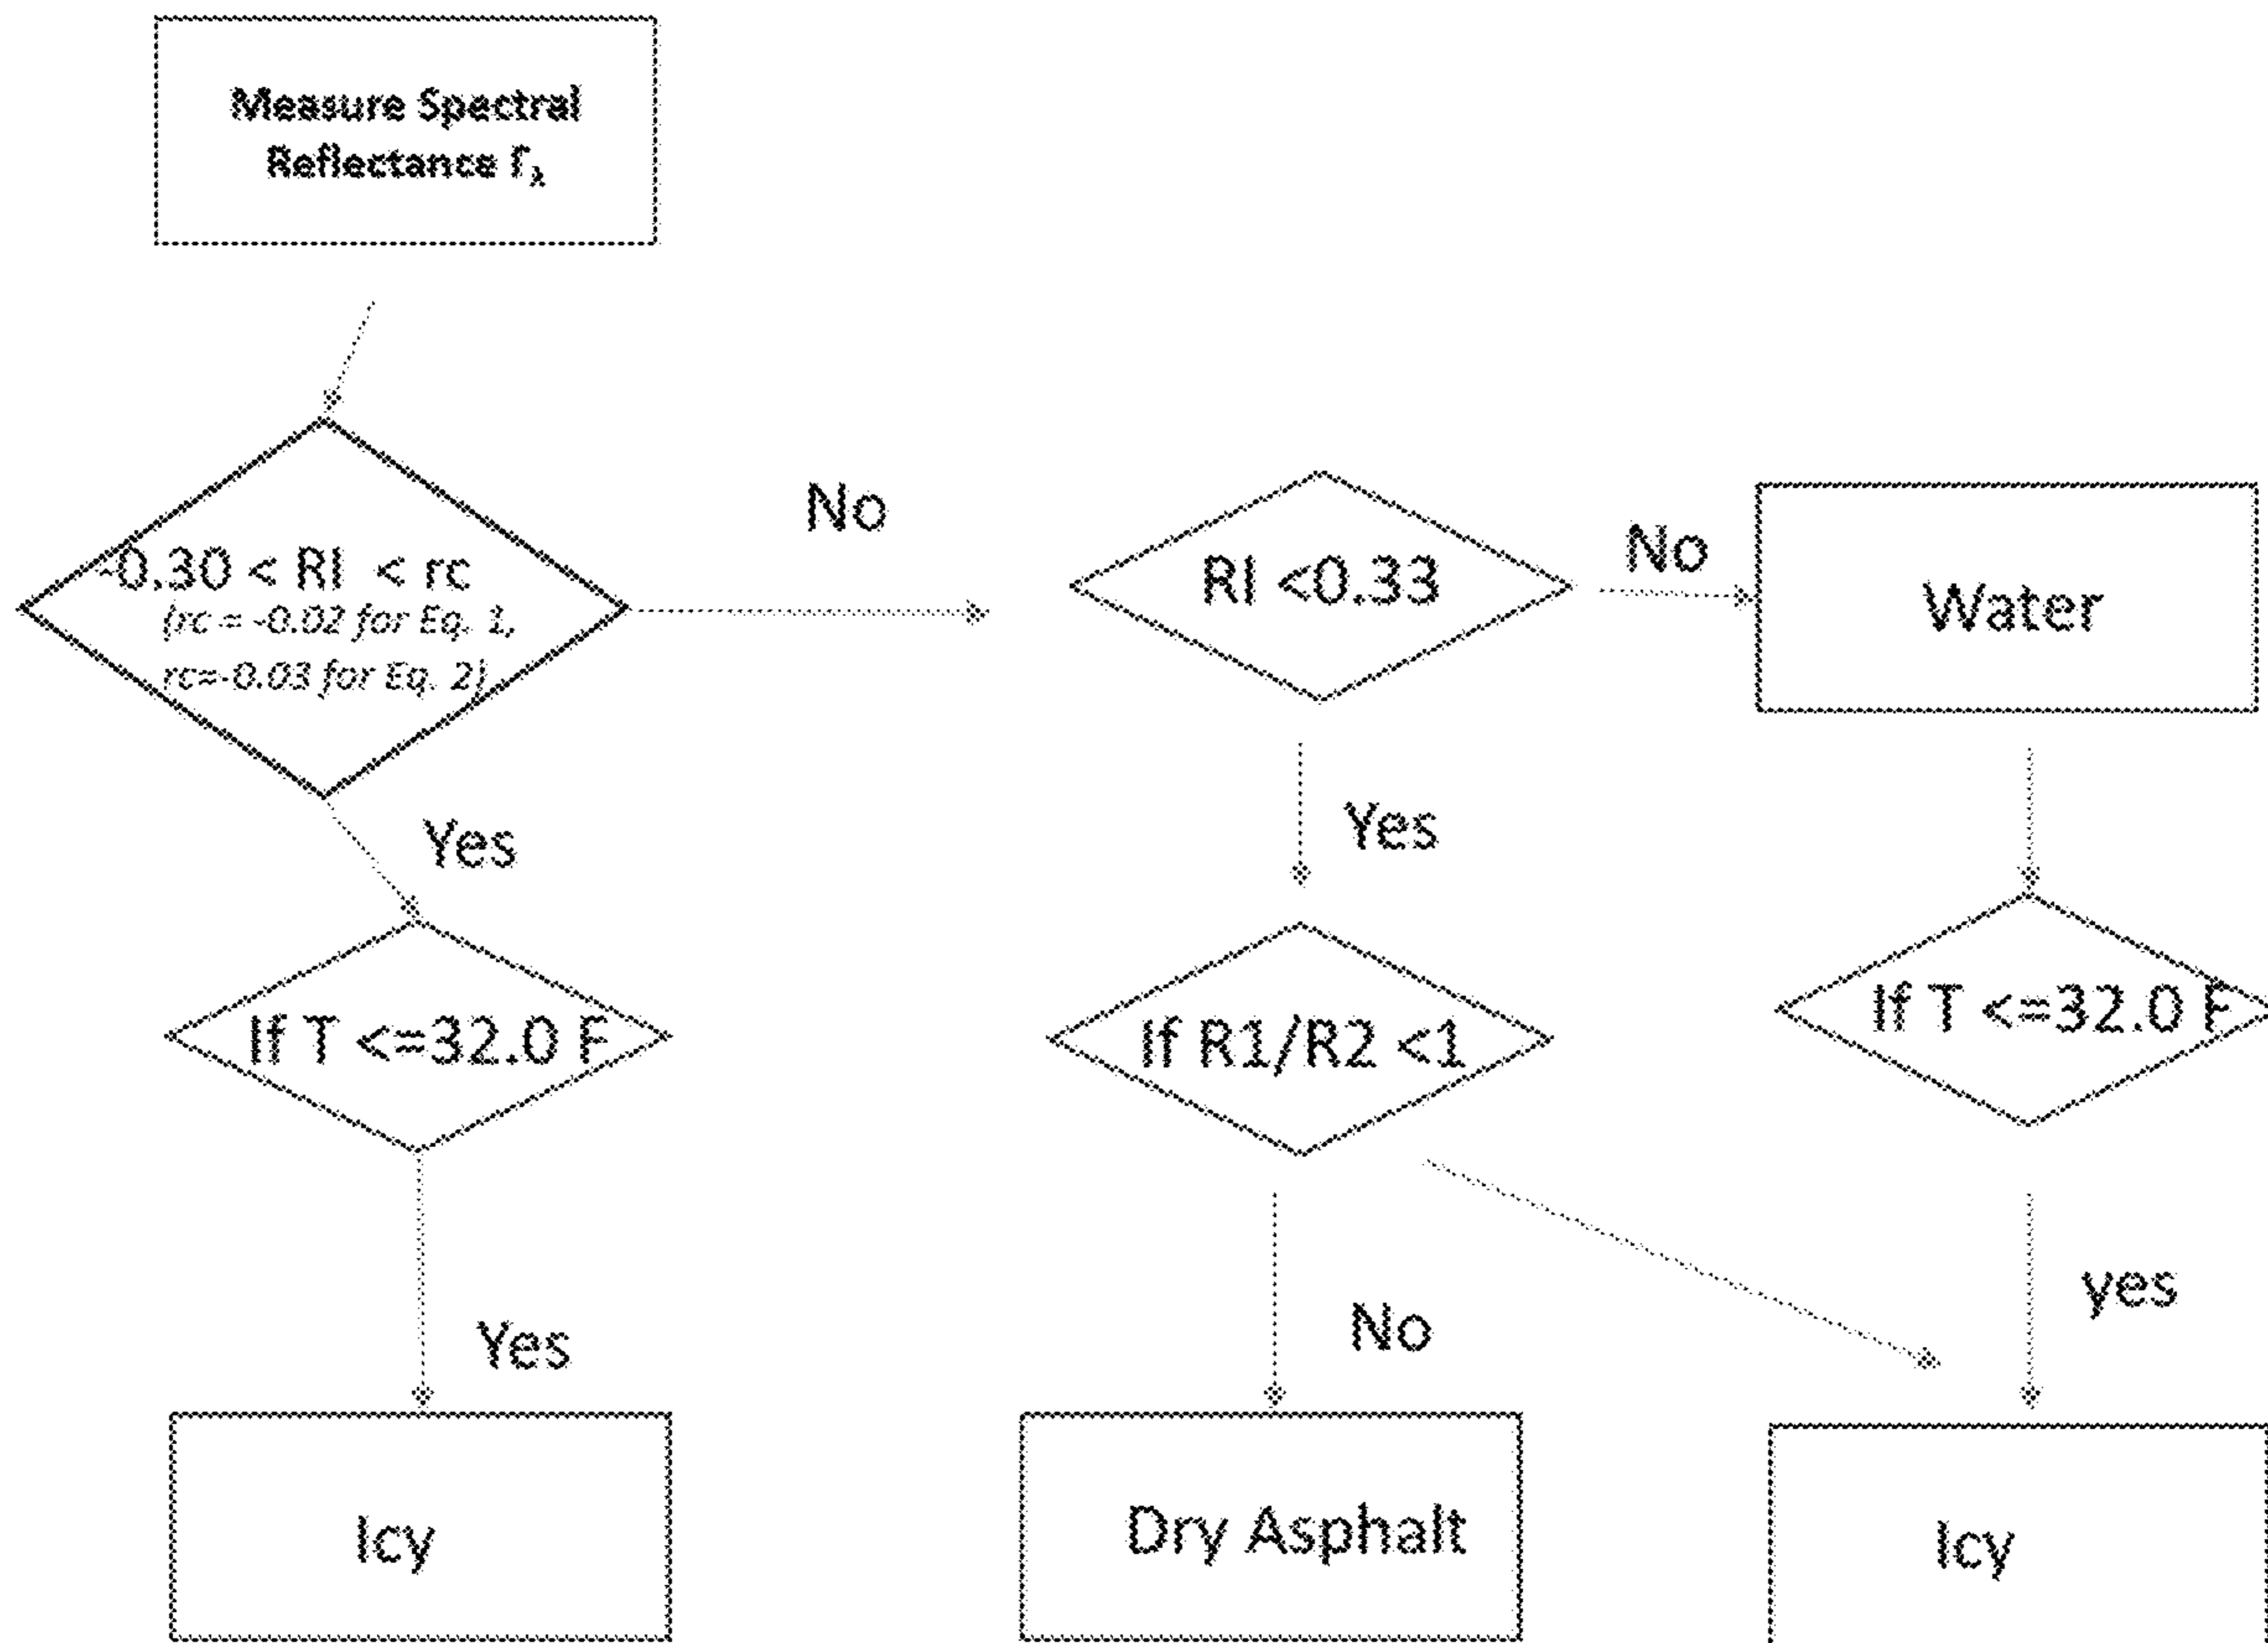 Measure Spectral
Reflectance Γλ
No
-0.30 < RI < rc
(rc = -0.02 for Eq. 1,
rc=-0.03 for Eq. 2)
RI <0.33
No
Water
Yes
Yes
If T <=32.0 F
If R1/R2 <1
If T <=32.0 F
Yes
No
yes
Icy
Dry Asphalt
Icy